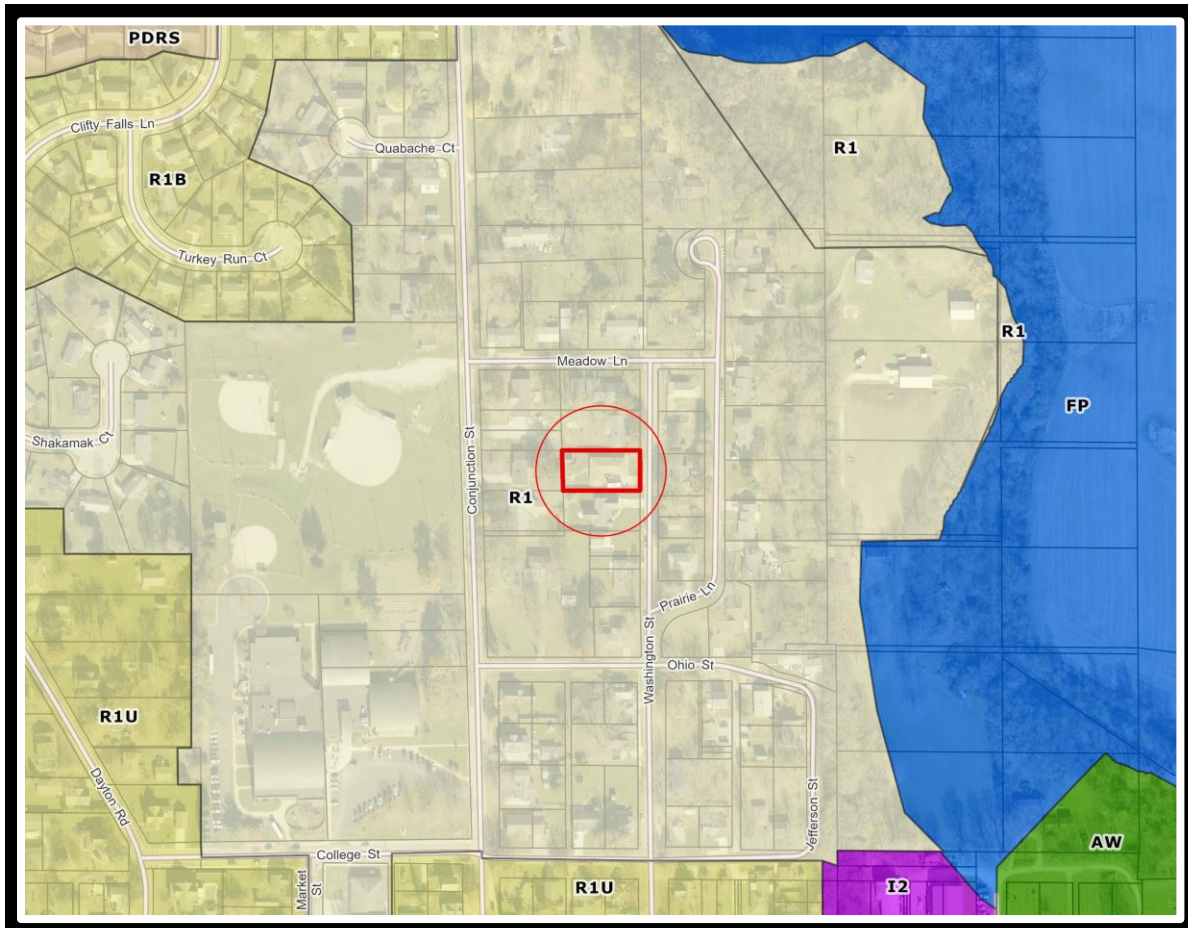 PDRS
Clifty Falls Ln
Quabache Ct
R1
R1B
Turkey Run Ct
R1
Meadow Ln
FP
Shakamak Ct
Conjunction St
R1
Prairie Ln
Washington St
Ohio St
R1U
Dayton Rd
Jefferson St
AW
College St
Market
St
R1U
I2